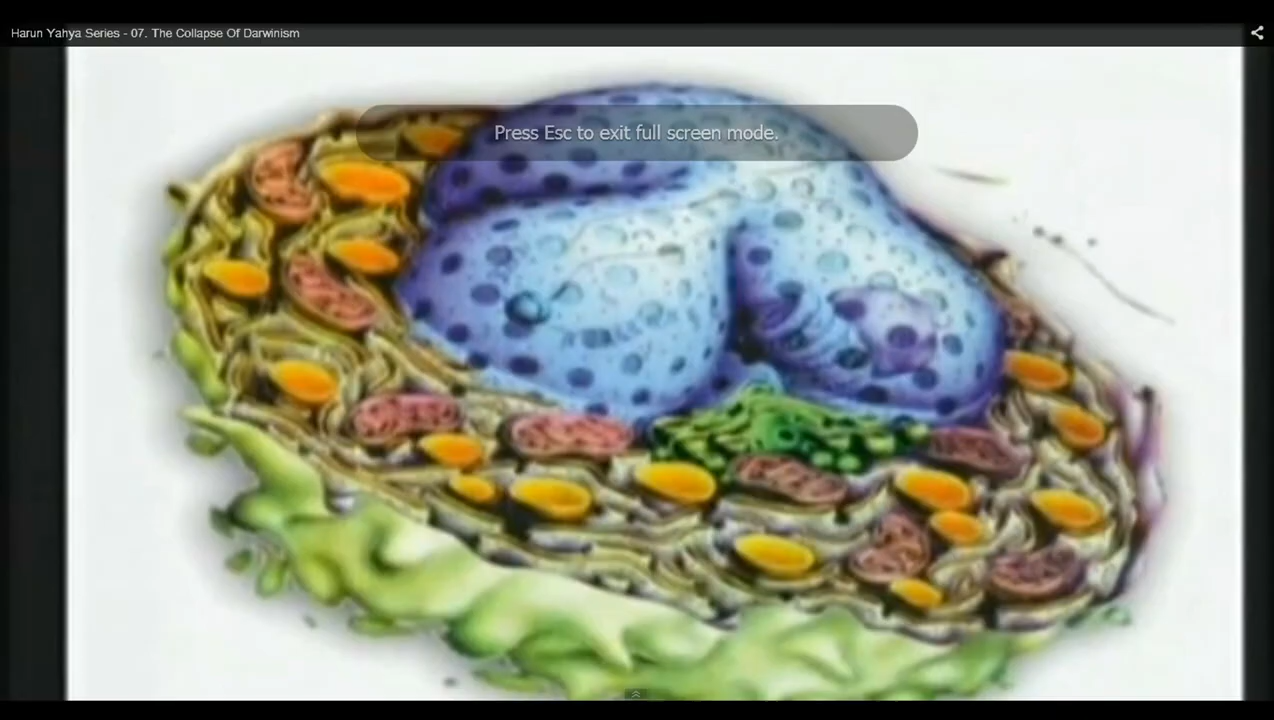 Harun Yahya Series - 07. The Collapse Of Darwinism
Press Esc to exit full screen mode.